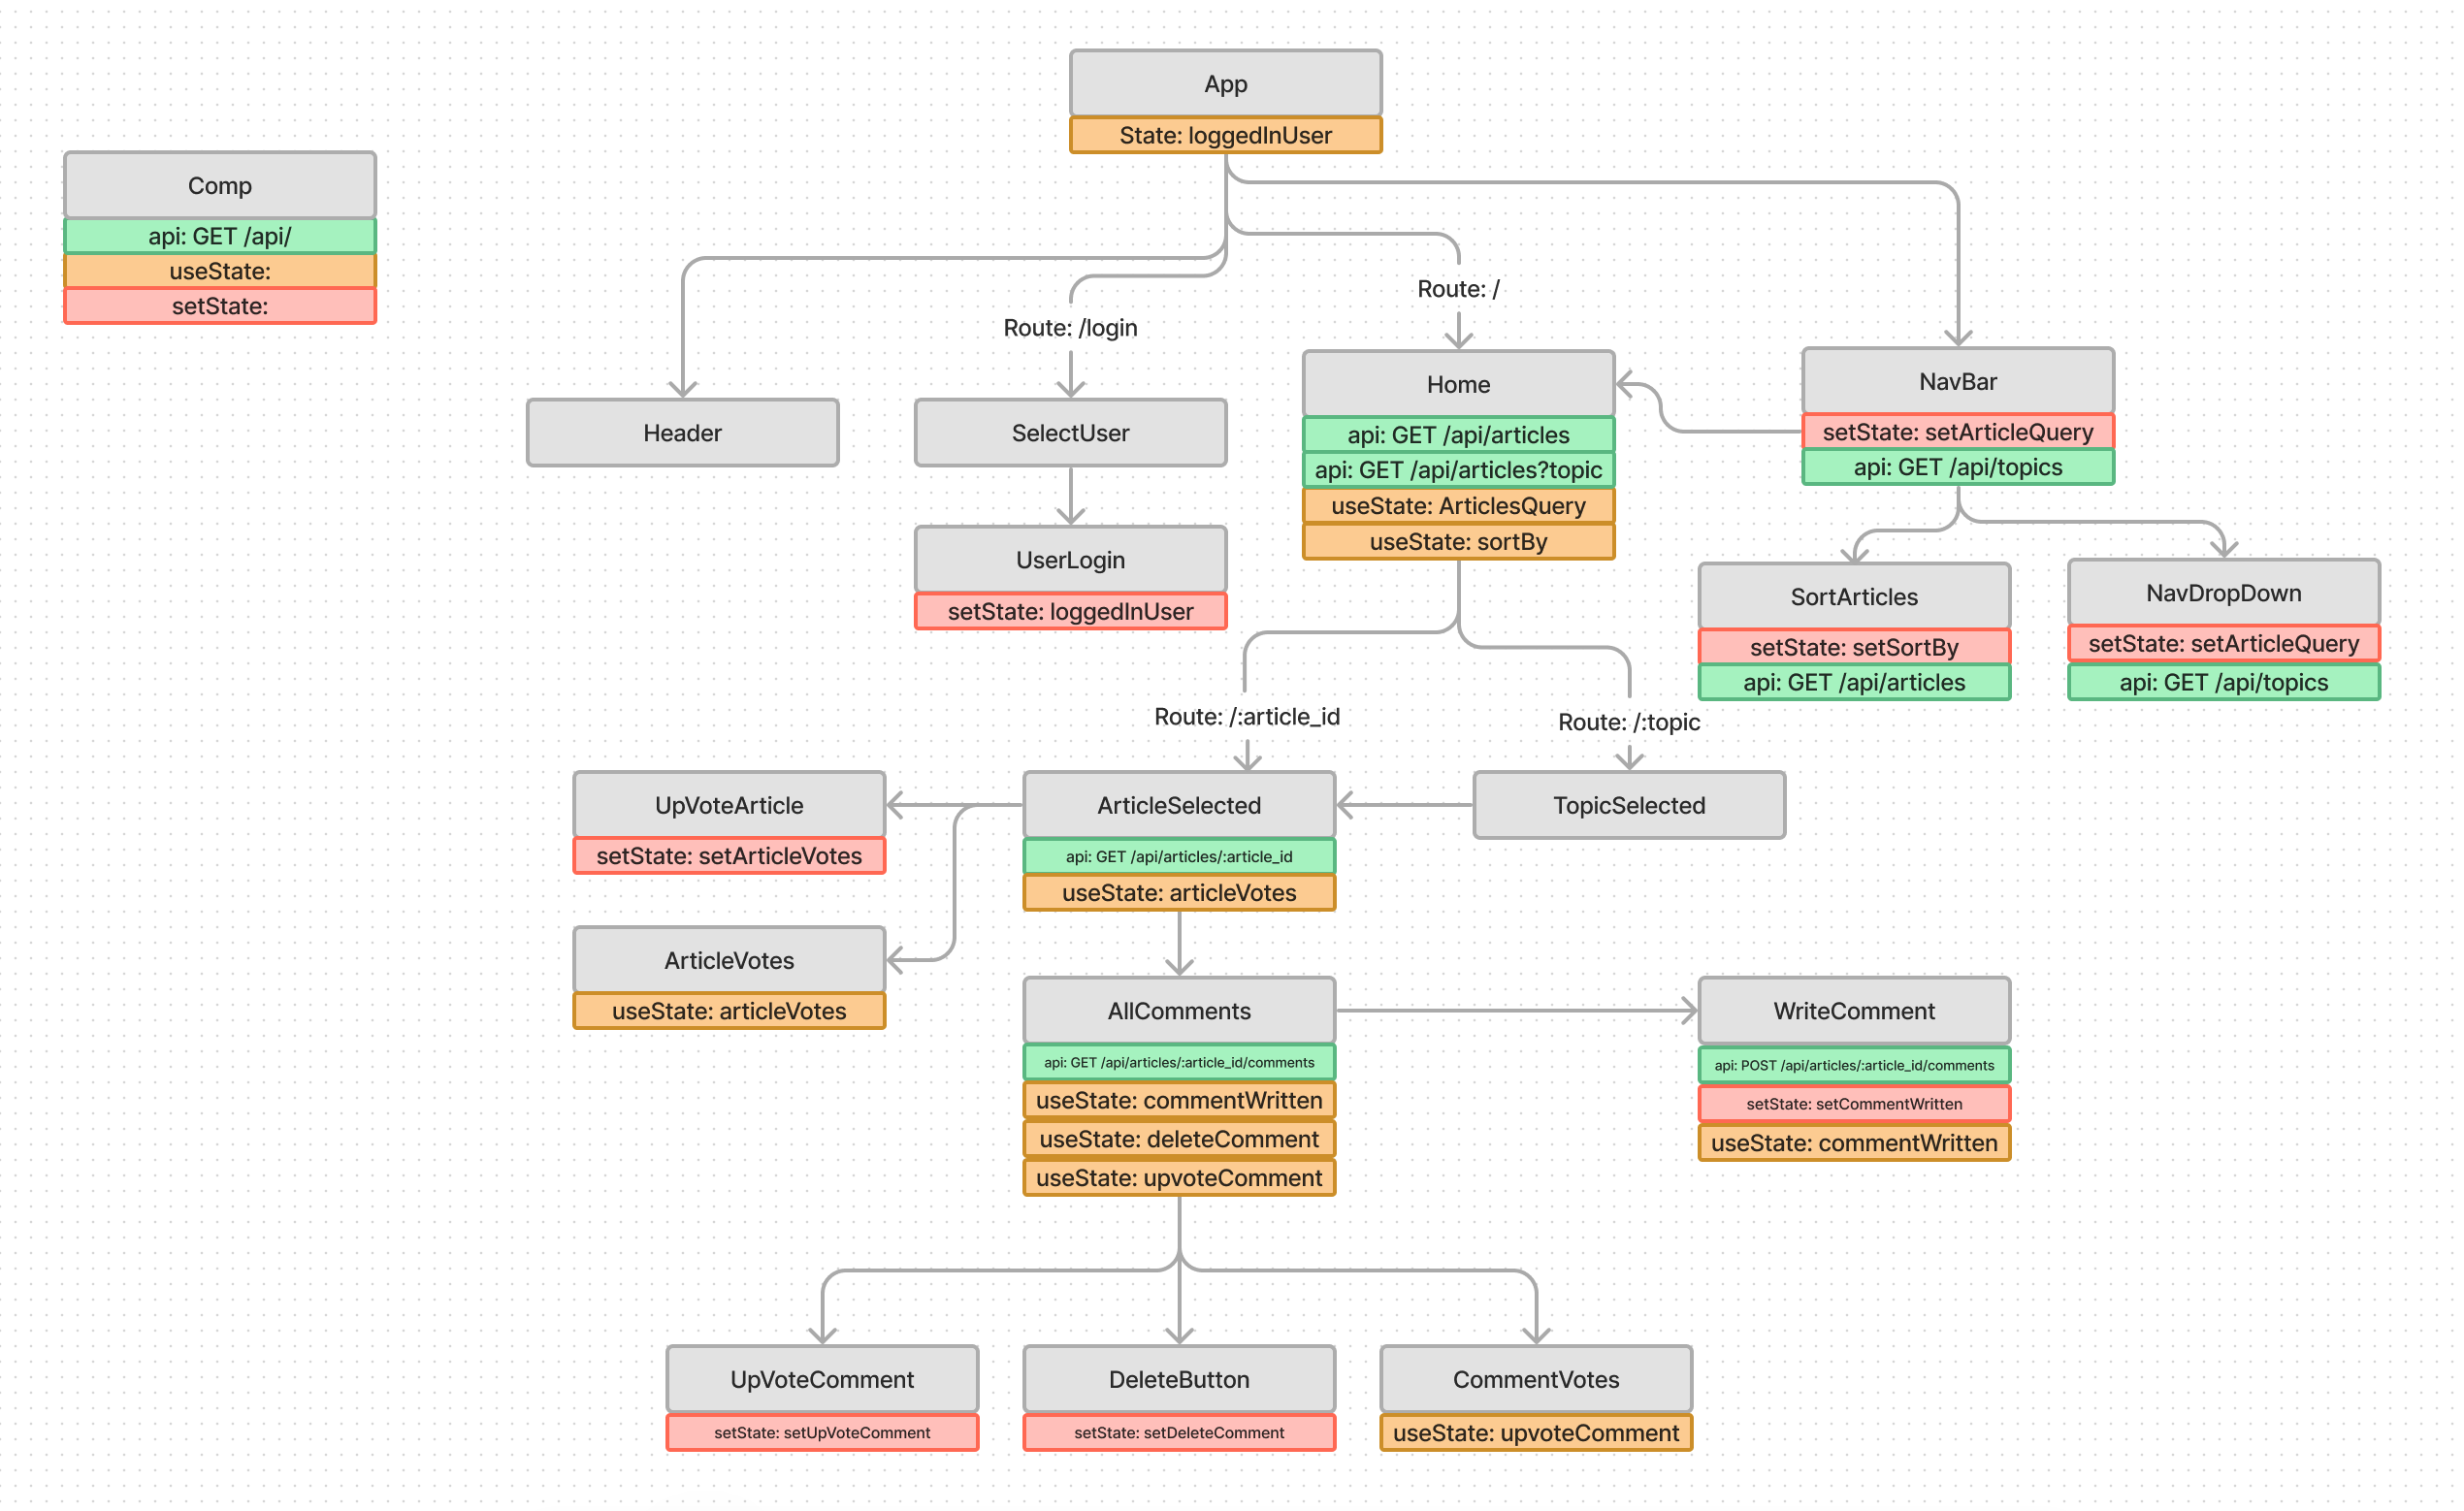 App
State: loggedInUser
Comp
api: GET /api/
useState:
setState:
Route: /
Route: /login
Header
SelectUser
Home
api: GET /api/articles
api: GET /api/articles?topic
useState: ArticlesQuery
useState: sortBy
NavBar
setState: setArticleQuery
api: GET /api/topics
UserLogin
setState: loggedInUser
SortArticles
setState: setSortBy
api: GET /api/articles
NavDropDown
setState: setArticleQuery
api: GET /api/topics
Route: /:article_id
Route: /:topic
UpVoteArticle
setState: setArticleVotes
ArticleSelected
api: GET /api/articles/:article_id
useState: articleVotes
TopicSelected
ArticleVotes
useState: articleVotes
AllComments
api: GET /api/articles/:article_id/comments
useState: commentWritten
useState: deleteComment
useState: upvoteComment
WriteComment
api: POST /api/articles/:article_id/comments
setState: setCommentWritten
useState: commentWritten
UpVoteComment
setState: setUpVoteComment
DeleteButton
setState: setDeleteComment
CommentVotes
useState: upvoteComment